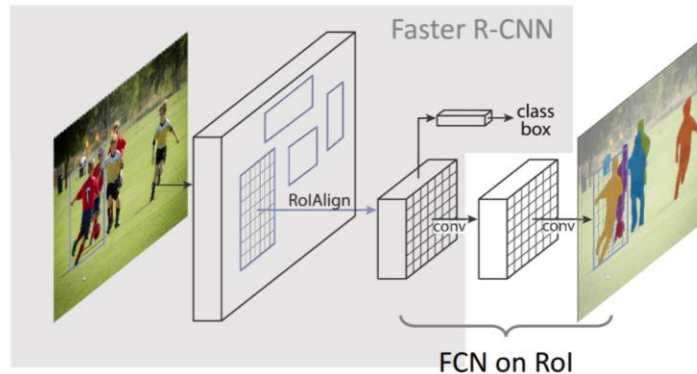 Faster R-CNN
class
box
RoIAlign
conv
conv
FCN on RoI